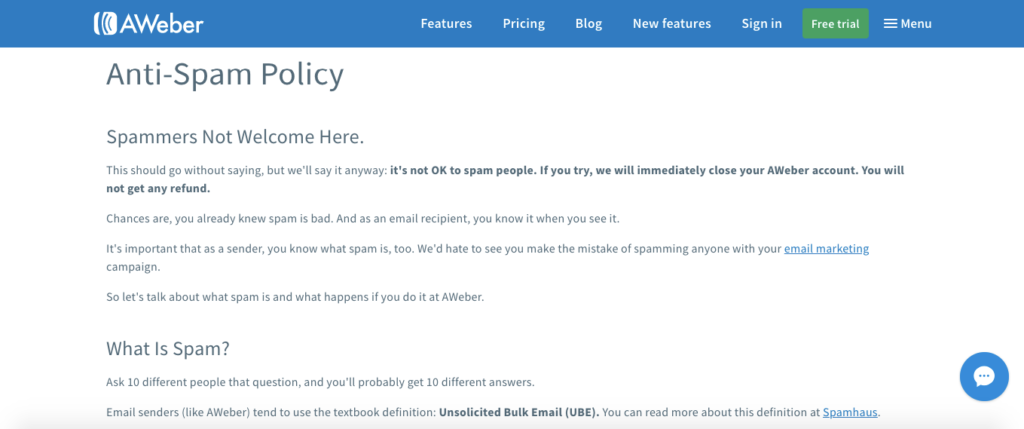 AWeber
Features Pricing Blog New features Sign in Free trial Menu
Anti-Spam Policy
Spammers Not Welcome Here.
This should go without saying, but we'll say it anyway: it's not OK to spam people. If you try, we will immediately close your AWeber account. You will
not get any refund.
Chances are, you already knew spam is bad. And as an email recipient, you know it when you see it.
It's important that as a sender, you know what spam is, too. We'd hate to see you make the mistake of spamming anyone with your email marketing
campaign.
So let's talk about what spam is and what happens if you do it at AWeber.
What Is Spam?
Ask 10 different people that question, and you'll probably get 10 different answers.
Email senders (like AWeber) tend to use the textbook definition: Unsolicited Bulk Email (UBE). You can read more about this definition at Spamhaus.